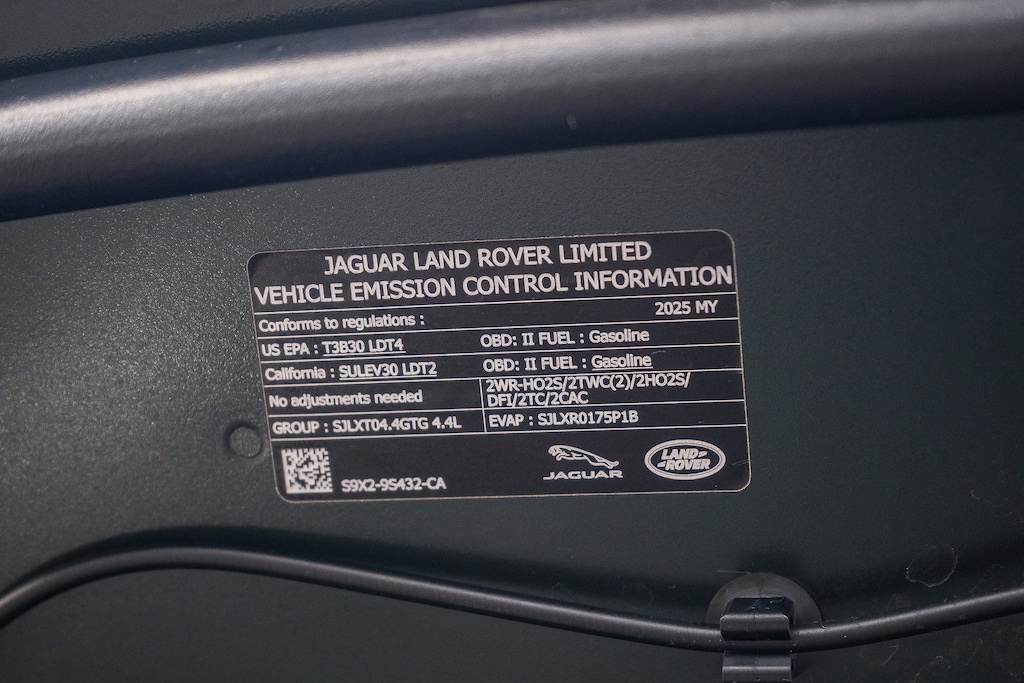 JAGUAR LAND ROVER LIMITED
VEHICLE EMISSION CONTROL INFORMATION
Conforms to regulations : 2025 MY
US EPA : T3B30 LDT4 OBD: II FUEL : Gasoline
California : SULEV30 LDT2 OBD: II FUEL : Gasoline
No adjustments needed
2WR-HO2S/2TWC(2)/2HO2S/
DFI/2TC/2CAC
GROUP : SJLXT04.4GTG 4.4L EVAP : SJLXR0175P1B
S9X2-9S432-CA
JAGUAR
LAND-
-ROVER